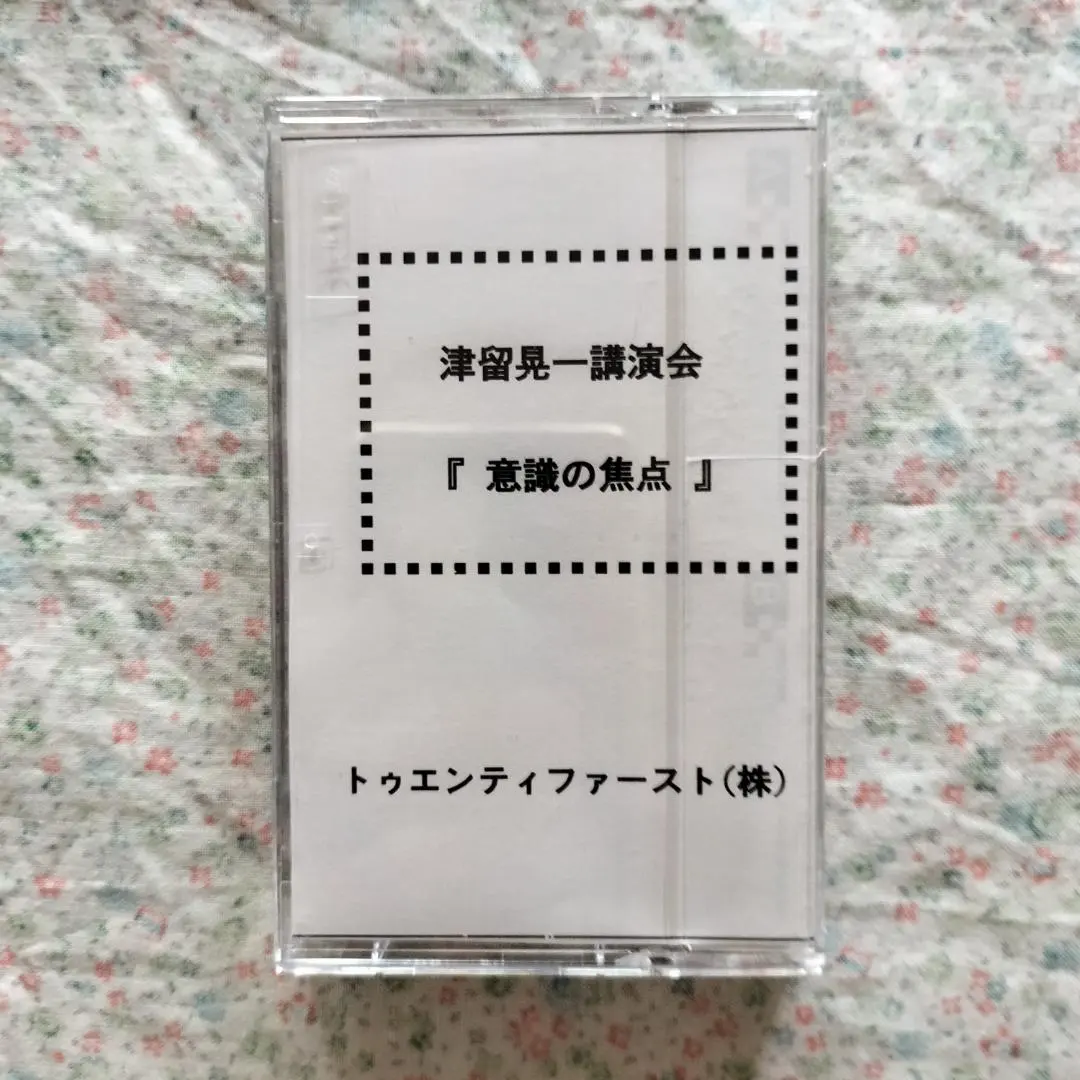 津留晃一講演会
『 意識の焦点 』
トゥエンティファースト(株)